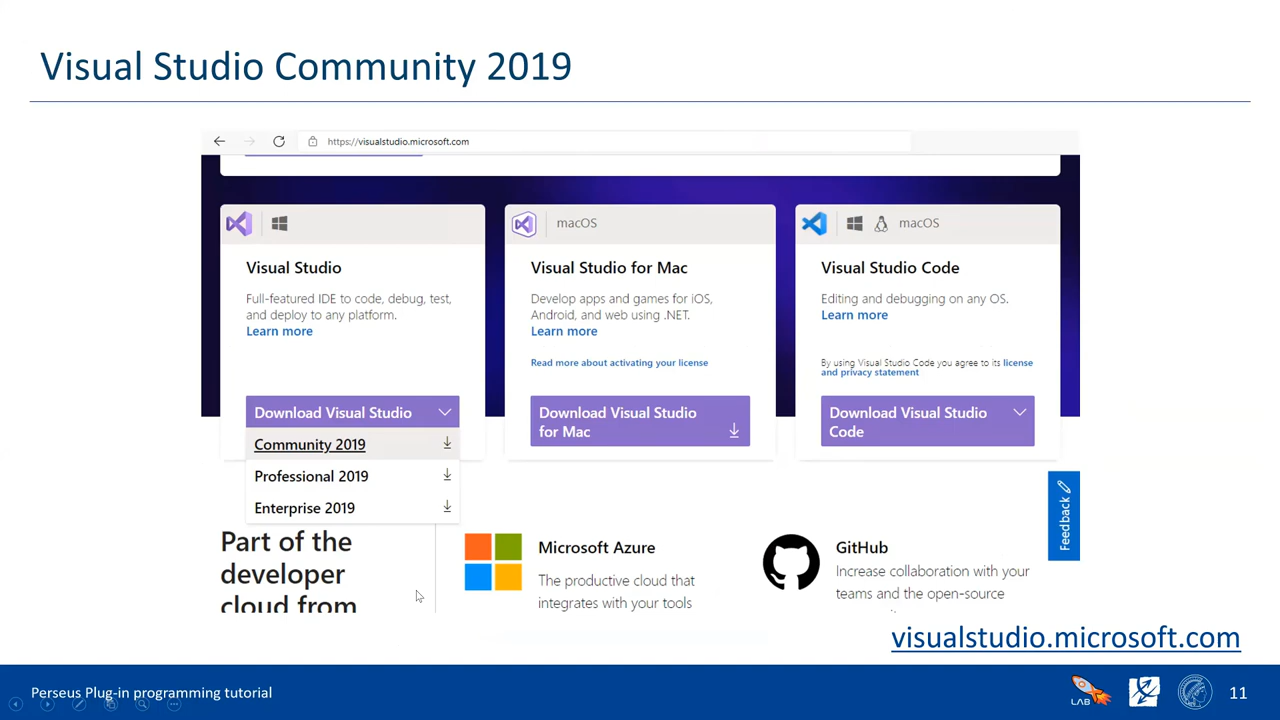 Visual Studio Community 2019
https://visualstudio.microsoft.com
macOS
macOS
Visual Studio
Full-featured IDE to code, debug, test,
and deploy to any platform.
Learn more
Download Visual Studio
Community 2019
Professional 2019
Enterprise 2019
Visual Studio for Mac
Develop apps and games for iOS,
Android, and web using .NET.
Learn more
Read more about activating your license
Download Visual Studio
for Mac
Visual Studio Code
Editing and debugging on any OS.
Learn more
By using Visual Studio Code you agree to its license
and privacy statement
Download Visual Studio
Code
Feedback
Part of the
developer
cloud from
Microsoft Azure
The productive cloud that
integrates with your tools
GitHub
Increase collaboration with your
teams and the open-source
visualstudio.microsoft.com
Perseus Plug-in programming tutorial
LAB
11